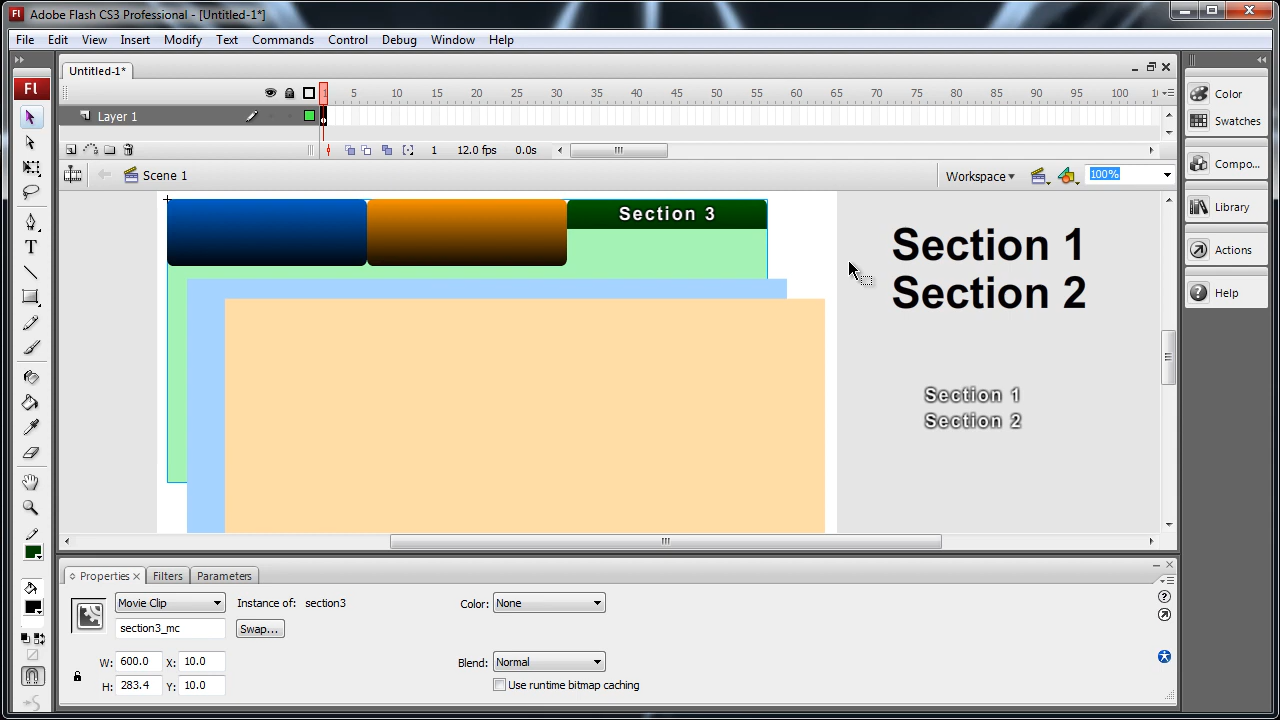 Adobe Flash CS3 Professional - [Untitled-1*]
File Edit View Insert Modify Text Commands Control Debug Window Help
Untitled-1*
1 5 10 15 20 25 30 35 40 45 50 55 60 65 70 75 80 85 90 95 100
Layer 1
1 12.0 fps 0.0s
Scene 1
Workspace
100%
Fl
Section 3
Section 1
Section 2
Section 1
Section 2
Color
Swatches
Compo...
Library
Actions
Help
Properties Filters Parameters
Movie Clip
Instance of: section3
Color: None
section3_mc
Swap...
W: 600.0 X: 10.0
Blend: Normal
H: 283.4 Y: 10.0
Use runtime bitmap caching